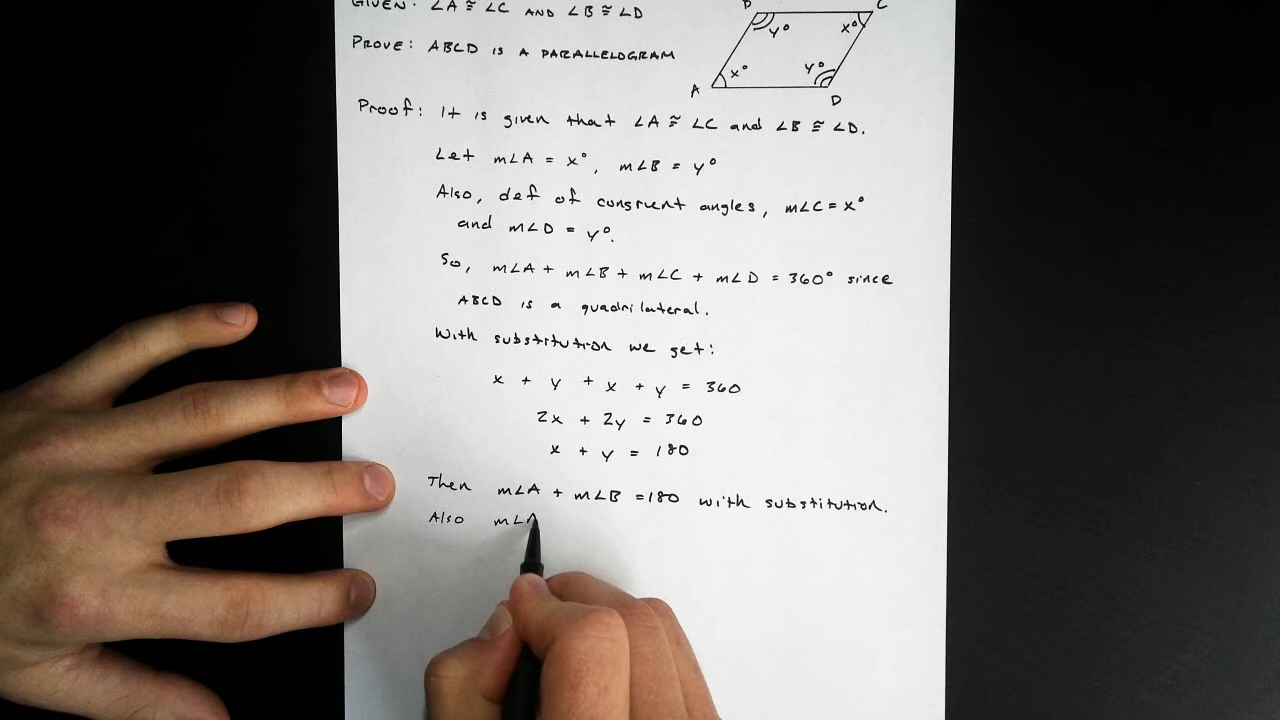 GIVEN: ∠A ≅ ∠C AND ∠B ≅ ∠D
B C
y° x°
PROVE: ABCD IS A PARALLELOGRAM
x° y°
A D
Proof: It is given that ∠A ≅ ∠C and ∠B ≅ ∠D.
Let m∠A = x°, m∠B = y°
Also, def of congruent angles, m∠C = x°
and m∠D = y°.
So, m∠A + m∠B + m∠C + m∠D = 360° since
ABCD is a quadrilateral.
With substitution we get:
x + y + x + y = 360
2x + 2y = 360
x + y = 180
Then m∠A + m∠B = 180 with substitution.
Also m∠A